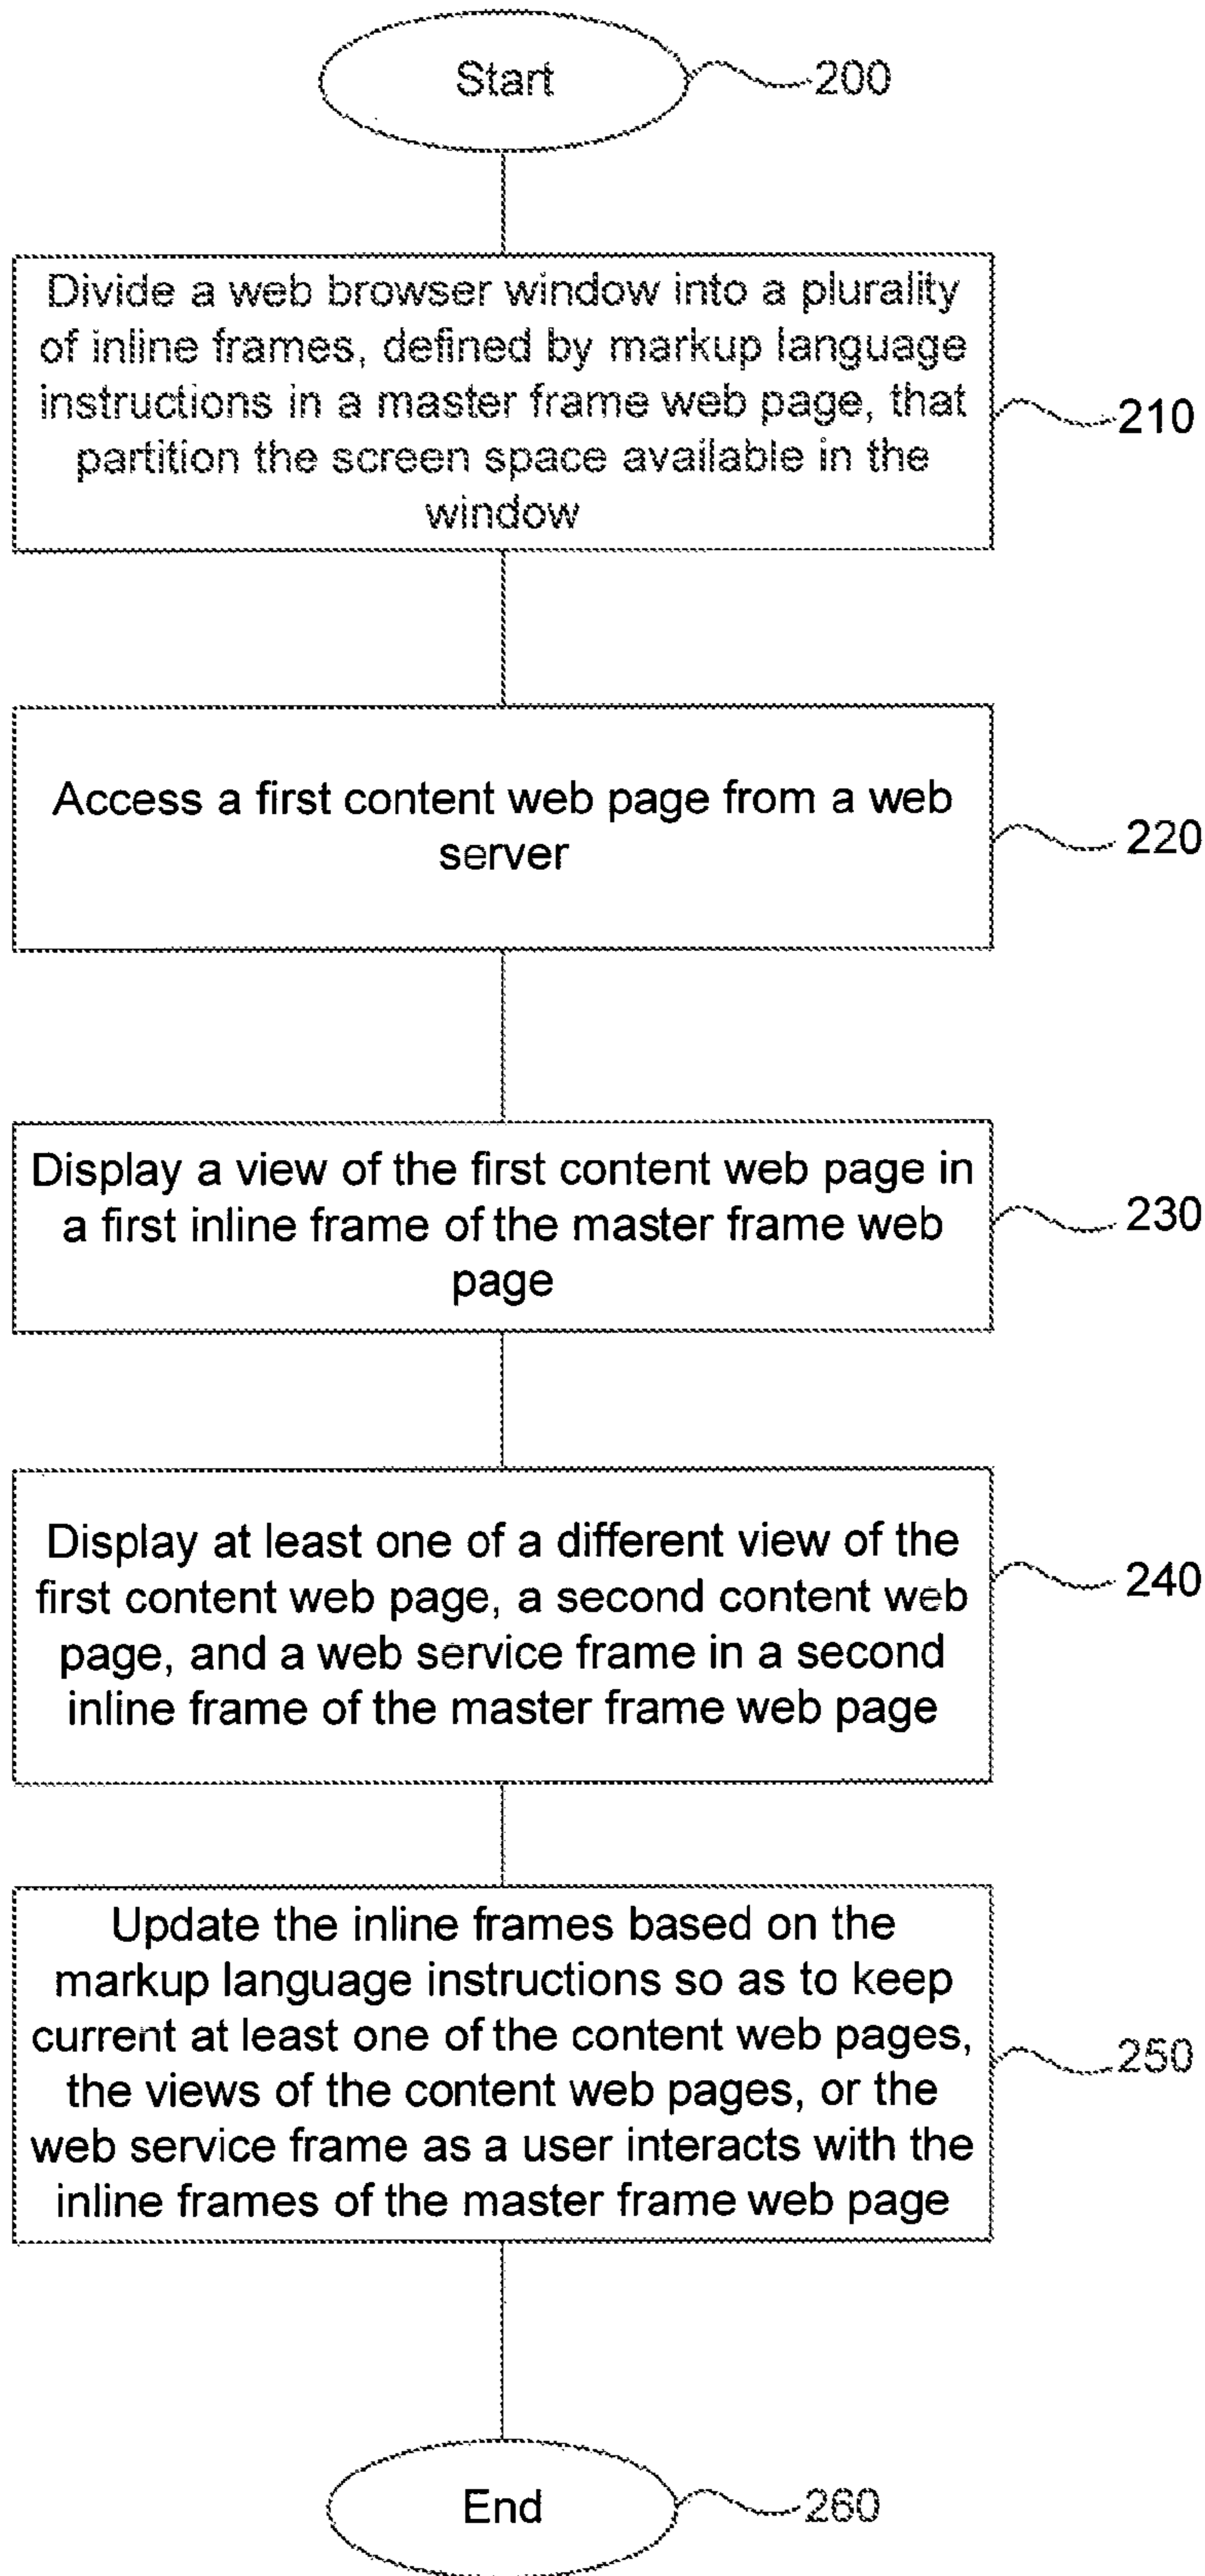 Start
200
Divide a web browser window into a plurality
of inline frames, defined by markup language
instructions in a master frame web page, that
partition the screen space available in the
window
210
Access a first content web page from a web
server
220
Display a view of the first content web page in
a first inline frame of the master frame web
page
230
Display at least one of a different view of the
first content web page, a second content web
page, and a web service frame in a second
inline frame of the master frame web page
240
Update the inline frames based on the
markup language instructions so as to keep
current at least one of the content web pages,
the views of the content web pages, or the
web service frame as a user interacts with the
inline frames of the master frame web page
250
End
260